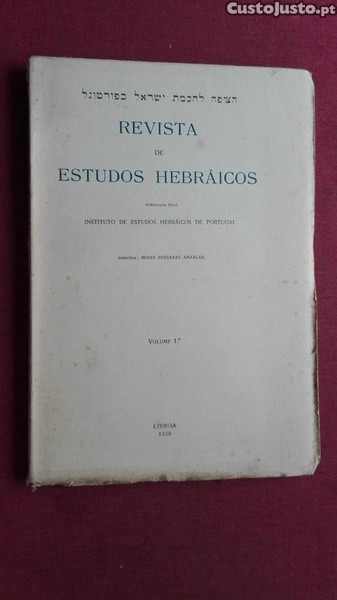 CustoJusto.pt
הצופה לחכמת ישראל בפורטוגל
REVISTA
DE
ESTUDOS HEBRÁICOS
PUBLICADA PELO
INSTITUTO DE ESTUDOS HEBRÁICOS DE PORTUGAL
DIRECTOR: MOSES BENSABAT AMZALAK
VOLUME 1.º
LISBOA
1928